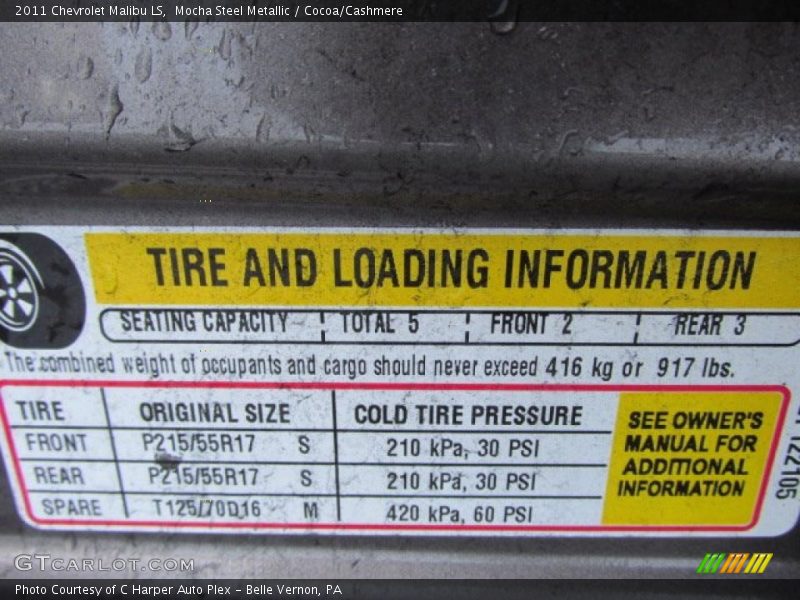 2011 Chevrolet Malibu LS,  Mocha Steel Metallic / Cocoa/Cashmere
TIRE AND LOADING INFORMATION
SEATING CAPACITY TOTAL 5 FRONT 2 REAR 3
The combined weight of occupants and cargo should never exceed 416 kg or 917 lbs.
TIRE ORIGINAL SIZE COLD TIRE PRESSURE
FRONT P215/55R17 S 210 kPa, 30 PSI
REAR P215/55R17 S 210 kPa, 30 PSI
SPARE T125/70D16 M 420 kPa, 60 PSI
SEE OWNER'S
MANUAL FOR
ADDITIONAL
INFORMATION
GTCARLOT.COM
Photo Courtesy of C Harper Auto Plex - Belle Vernon, PA